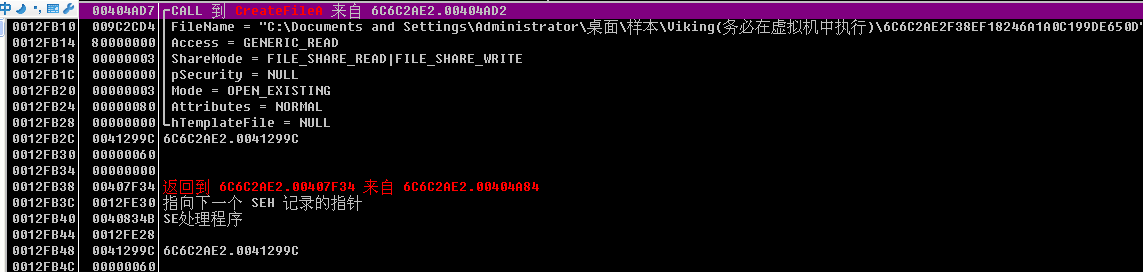 中
00404AD7 CALL 到 CreateFileA 来自 6C6C2AE2.00404AD2
0012FB10 009C2CD4 FileName = "C:\Documents and Settings\Administrator\桌面\样本\Viking(务必在虚拟机中执行)\6C6C2AE2F38EF18246A1A0C199DE650D
0012FB14 80000000 Access = GENERIC_READ
0012FB18 00000003 ShareMode = FILE_SHARE_READ|FILE_SHARE_WRITE
0012FB1C 00000000 pSecurity = NULL
0012FB20 00000003 Mode = OPEN_EXISTING
0012FB24 00000080 Attributes = NORMAL
0012FB28 00000000 hTemplateFile = NULL
0012FB2C 0041299C 6C6C2AE2.0041299C
0012FB30 00000060
0012FB34 00000000
0012FB38 00407F34 返回到 6C6C2AE2.00407F34 来自 6C6C2AE2.00404A84
0012FB3C 0012FE30 指向下一个 SEH 记录的指针
0012FB40 0040834B SE处理程序
0012FB44 0012FE28
0012FB48 0041299C 6C6C2AE2.0041299C
0012FB4C 00000060